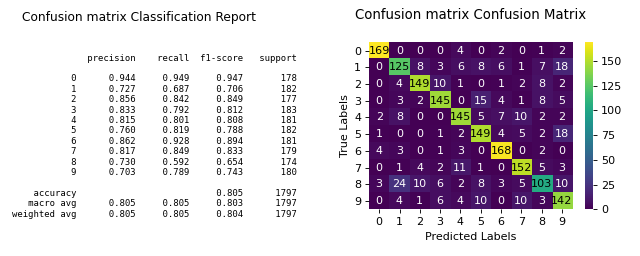 Confusion matrix Classification Report
precision recall f1-score support
0 0.944 0.949 0.947 178
1 0.727 0.687 0.706 182
2 0.856 0.842 0.849 177
3 0.833 0.792 0.812 183
4 0.815 0.801 0.808 181
5 0.760 0.819 0.788 182
6 0.862 0.928 0.894 181
7 0.817 0.849 0.833 179
8 0.730 0.592 0.654 174
9 0.703 0.789 0.743 180
accuracy 0.805 1797
macro avg 0.805 0.805 0.803 1797
weighted avg 0.805 0.805 0.804 1797
Confusion matrix Confusion Matrix
True Labels
0 169 0 0 0 4 0 2 0 1 2
1 0 125 8 3 6 8 6 1 7 18
2 0 4 149 10 1 0 1 2 8 2
3 0 3 2 145 0 15 4 1 8 5
4 2 8 0 0 145 5 7 10 2 2
5 1 0 0 1 2 149 4 5 2 18
6 4 3 0 1 3 0 168 0 2 0
7 0 1 4 2 11 1 0 152 5 3
8 3 24 10 6 2 8 3 5 103 10
9 0 4 1 6 4 10 0 10 3 142
0 1 2 3 4 5 6 7 8 9
Predicted Labels
150
125
100
75
50
25
0